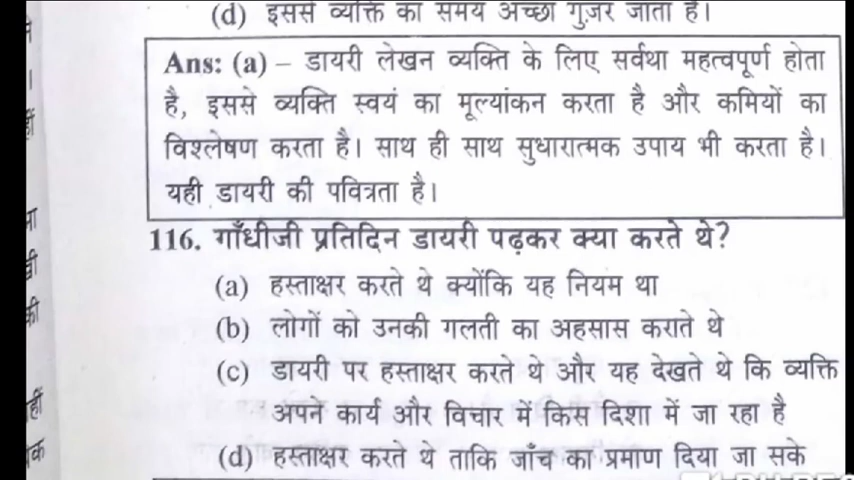 (d) इससे व्यक्ति का समय अच्छा गुज़र जाता है।
Ans: (a) – डायरी लेखन व्यक्ति के लिए सर्वथा महत्वपूर्ण होता
है, इससे व्यक्ति स्वयं का मूल्यांकन करता है और कमियों का
विश्लेषण करता है। साथ ही साथ सुधारात्मक उपाय भी करता है।
यही डायरी की पवित्रता है।
116. गाँधीजी प्रतिदिन डायरी पढ़कर क्या करते थे?
(a) हस्ताक्षर करते थे क्योंकि यह नियम था
(b) लोगों को उनकी गलती का अहसास कराते थे
(c) डायरी पर हस्ताक्षर करते थे और यह देखते थे कि व्यक्ति
अपने कार्य और विचार में किस दिशा में जा रहा है
(d) हस्ताक्षर करते थे ताकि जाँच का प्रमाण दिया जा सके